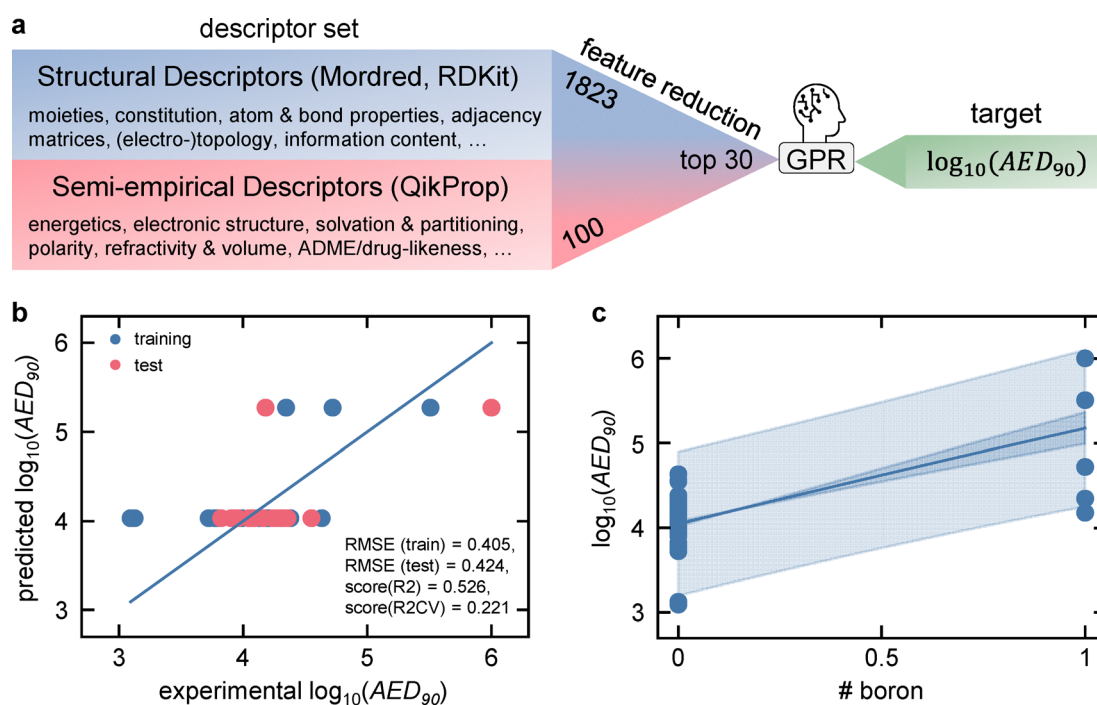 a
descriptor set
Structural Descriptors (Mordred, RDKit)
moieties, constitution, atom & bond properties, adjacency
matrices, (electro-)topology, information content, …
Semi-empirical Descriptors (QikProp)
energetics, electronic structure, solvation & partitioning,
polarity, refractivity & volume, ADME/drug-likeness, …
feature reduction
1823
top 30
100
GPR
target
log10(AED90)
b
training
test
6
5
4
3
predicted log10(AED90)
RMSE (train) = 0.405,
RMSE (test) = 0.424,
score(R2) = 0.526,
score(R2CV) = 0.221
3 4 5 6
experimental log10(AED90)
c
6
5
4
3
log10(AED90)
0 0.5 1
# boron